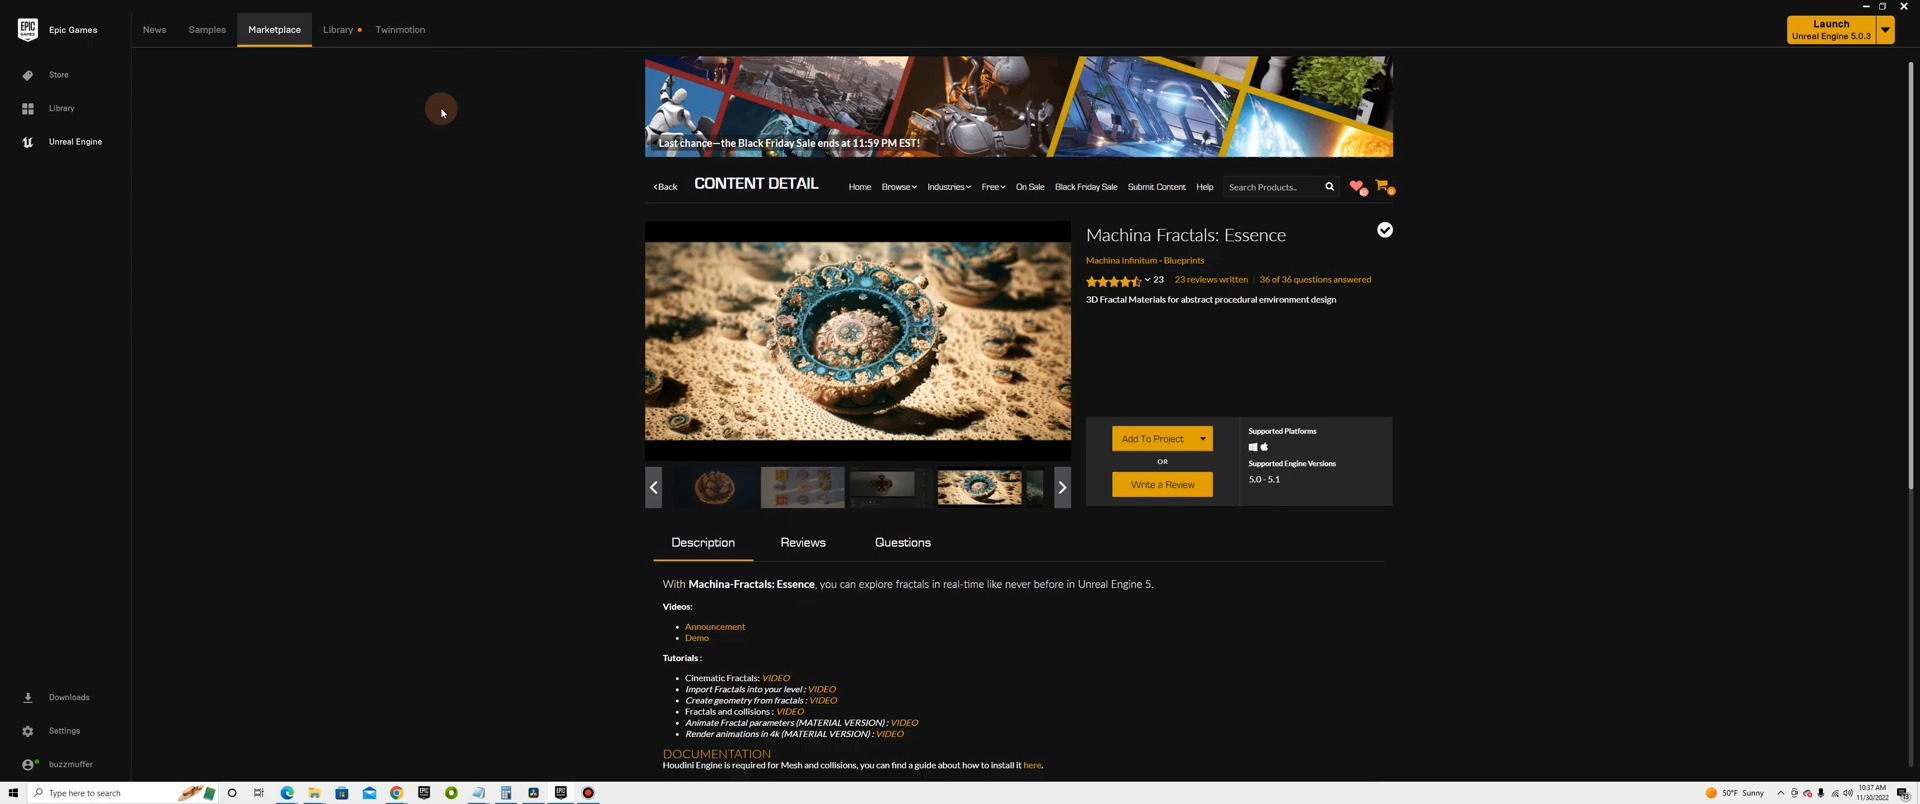 EPIC GAMES
Epic Games
News
Samples
Marketplace
Library
Twinmotion
Launch
Unreal Engine 5.0.3
Store
Library
Unreal Engine
Last chance—the Black Friday Sale ends at 11:59 PM EST!
Back
CONTENT DETAIL
Home
Browse
Industries
Free
On Sale
Black Friday Sale
Submit Content
Help
Search Products..
0
Machina Fractals: Essence
Machina Infinitum - Blueprints
23
23 reviews written
36 of 36 questions answered
3D Fractal Materials for abstract procedural environment design
Add To Project
OR
Write a Review
Supported Platforms
Supported Engine Versions
5.0 - 5.1
Description
Reviews
Questions
With Machina-Fractals: Essence, you can explore fractals in real-time like never before in Unreal Engine 5.
Videos:
Announcement
Demo
Tutorials :
Cinematic Fractals: VIDEO
Import Fractals into your level : VIDEO
Create geometry from fractals : VIDEO
Fractals and collisions : VIDEO
Animate Fractal parameters (MATERIAL VERSION) : VIDEO
Render animations in 4k (MATERIAL VERSION) : VIDEO
DOCUMENTATION
Houdini Engine is required for Mesh and collisions, you can find a guide about how to install it here.
Downloads
Settings
buzzmuffer
Type here to search
50°F Sunny
10:37 AM
11/30/2022